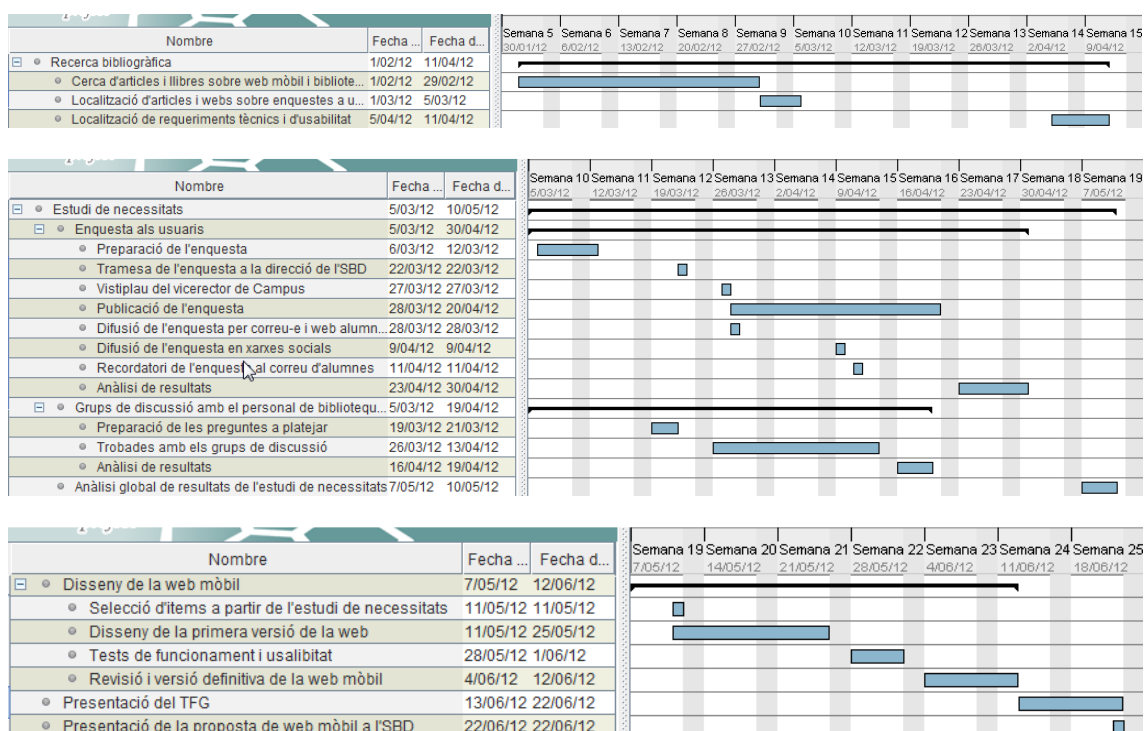 Nombre Fecha ... Fecha d... Semana 5 Semana 6 Semana 7 Semana 8 Semana 9 Semana 10 Semana 11 Semana 12 Semana 13 Semana 14 Semana 15
30/01/12 6/02/12 13/02/12 20/02/12 27/02/12 5/03/12 12/03/12 19/03/12 26/03/12 2/04/12 9/04/12
Recerca bibliogràfica 1/02/12 11/04/12
Cerca d'articles i llibres sobre web mòbil i bibliote... 1/02/12 29/02/12
Localització d'articles i webs sobre enquestes a u... 1/03/12 5/03/12
Localització de requeriments tècnics i d'usabilitat 5/04/12 11/04/12
Nombre Fecha ... Fecha d... Semana 10 Semana 11 Semana 12 Semana 13 Semana 14 Semana 15 Semana 16 Semana 17 Semana 18 Semana 19
5/03/12 12/03/12 19/03/12 26/03/12 2/04/12 9/04/12 16/04/12 23/04/12 30/04/12 7/05/12
Estudi de necessitats 5/03/12 10/05/12
Enquesta als usuaris 5/03/12 30/04/12
Preparació de l'enquesta 6/03/12 12/03/12
Tramesa de l'enquesta a la direcció de l'SBD 22/03/12 22/03/12
Vistiplau del vicerector de Campus 27/03/12 27/03/12
Publicació de l'enquesta 28/03/12 20/04/12
Difusió de l'enquesta per correu-e i web alumn... 28/03/12 28/03/12
Difusió de l'enquesta en xarxes socials 9/04/12 9/04/12
Recordatori de l'enquesta al correu d'alumnes 11/04/12 11/04/12
Anàlisi de resultats 23/04/12 30/04/12
Grups de discussió amb el personal de bibliotequ... 5/03/12 19/04/12
Preparació de les preguntes a platejar 19/03/12 21/03/12
Trobades amb els grups de discussió 26/03/12 13/04/12
Anàlisi de resultats 16/04/12 19/04/12
Anàlisi global de resultats de l'estudi de necessitats 7/05/12 10/05/12
Nombre Fecha ... Fecha d... Semana 19 Semana 20 Semana 21 Semana 22 Semana 23 Semana 24 Semana 25
7/05/12 14/05/12 21/05/12 28/05/12 4/06/12 11/06/12 18/06/12
Disseny de la web mòbil 7/05/12 12/06/12
Selecció d'items a partir de l'estudi de necessitats 11/05/12 11/05/12
Disseny de la primera versió de la web 11/05/12 25/05/12
Tests de funcionament i usalibitat 28/05/12 1/06/12
Revisió i versió definitiva de la web mòbil 4/06/12 12/06/12
Presentació del TFG 13/06/12 22/06/12
Presentació de la proposta de web mòbil a l'SBD 22/06/12 22/06/12